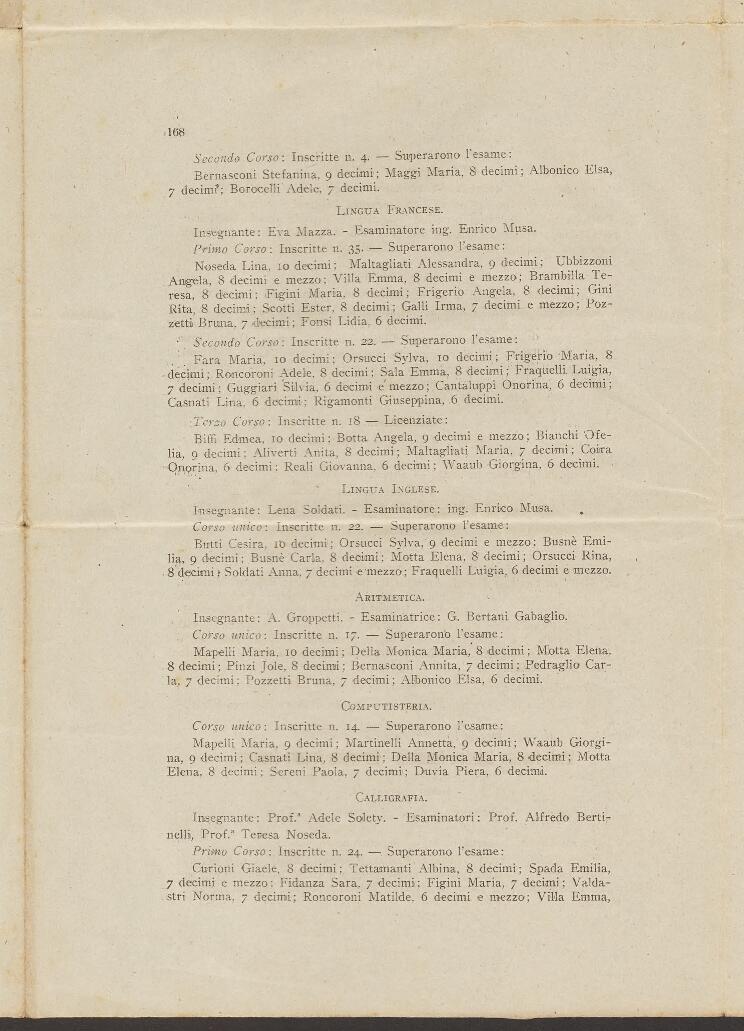 168
Secondo Corso: Inscritte n. 4. — Superarono l'esame:
Bernasconi Stefanina, 9 decimi; Maggi Maria, 8 decimi; Albonico Elsa,
7 decimi; Borocelli Adele, 7 decimi.
LINGUA FRANCESE.
Insegnante: Eva Mazza. - Esaminatore ing. Enrico Musa.
Primo Corso: Inscritte n. 35. — Superarono l'esame:
Noseda Lina, 10 decimi; Maltagliati Alessandra, 9 decimi; Ubbizzoni
Angela, 8 decimi e mezzo; Villa Emma, 8 decimi e mezzo; Brambilla Te-
resa, 8 decimi; Figini Maria, 8 decimi; Frigerio Angela, 8 decimi; Gini
Rita, 8 decimi; Scotti Ester, 8 decimi; Galli Irma, 7 decimi e mezzo; Poz-
zetti Bruna, 7 decimi; Fonsi Lidia, 6 decimi.
Secondo Corso: Inscritte n. 22. — Superarono l'esame:
Fara Maria, 10 decimi; Orsucci Sylva, 10 decimi; Frigerio Maria, 8
decimi; Roncoroni Adele, 8 decimi; Sala Emma, 8 decimi; Fraquelli Luigia,
7 decimi; Guggiari Silvia, 6 decimi e mezzo; Cantaluppi Onorina, 6 decimi;
Casnati Lina, 6 decimi; Rigamonti Giuseppina, 6 decimi.
Terzo Corso: Inscritte n. 18 — Licenziate:
Biffi Edmea, 10 decimi; Botta Angela, 9 decimi e mezzo; Bianchi Ofe-
lia, 9 decimi; Aliverti Anita, 8 decimi; Maltagliati Maria, 7 decimi; Coira
Onorina, 6 decimi; Reali Giovanna, 6 decimi; Waaub Giorgina, 6 decimi.
LINGUA INGLESE.
Insegnante: Lena Soldati. - Esaminatore: ing. Enrico Musa.
Corso unico: Inscritte n. 22. — Superarono l'esame:
Butti Cesira, 10 decimi; Orsucci Sylva, 9 decimi e mezzo; Busnè Emi-
lia, 9 decimi; Busnè Carla, 8 decimi; Motta Elena, 8 decimi; Orsucci Rina,
8 decimi; Soldati Anna, 7 decimi e mezzo; Fraquelli Luigia, 6 decimi e mezzo.
ARITMETICA.
Insegnante: A. Groppetti. - Esaminatrice: G. Bertani Gabaglio.
Corso unico: Inscritte n. 17. — Superarono l'esame:
Mapelli Maria, 10 decimi; Della Monica Maria, 8 decimi; Motta Elena,
8 decimi; Pinzi Jole, 8 decimi; Bernasconi Annita, 7 decimi; Pedraglio Car-
la, 7 decimi; Pozzetti Bruna, 7 decimi; Albonico Elsa, 6 decimi.
COMPUTISTERIA.
Corso unico: Inscritte n. 14. — Superarono l'esame:
Mapelli Maria, 9 decimi; Martinelli Annetta, 9 decimi; Waaub Giorgi-
na, 9 decimi; Casnati Lina, 8 decimi; Della Monica Maria, 8 decimi; Motta
Elena, 8 decimi; Sereni Paola, 7 decimi; Duvia Piera, 6 decimi.
CALLIGRAFIA.
Insegnante: Prof.ª Adele Solety. - Esaminatori: Prof. Alfredo Berti-
nelli, Prof.ª Teresa Noseda.
Primo Corso: Inscritte n. 24. — Superarono l'esame:
Curioni Giaele, 8 decimi; Tettamanti Albina, 8 decimi; Spada Emilia,
7 decimi e mezzo; Fidanza Sara, 7 decimi; Figini Maria, 7 decimi; Valda-
stri Norma, 7 decimi; Roncoroni Matilde, 6 decimi e mezzo; Villa Emma,